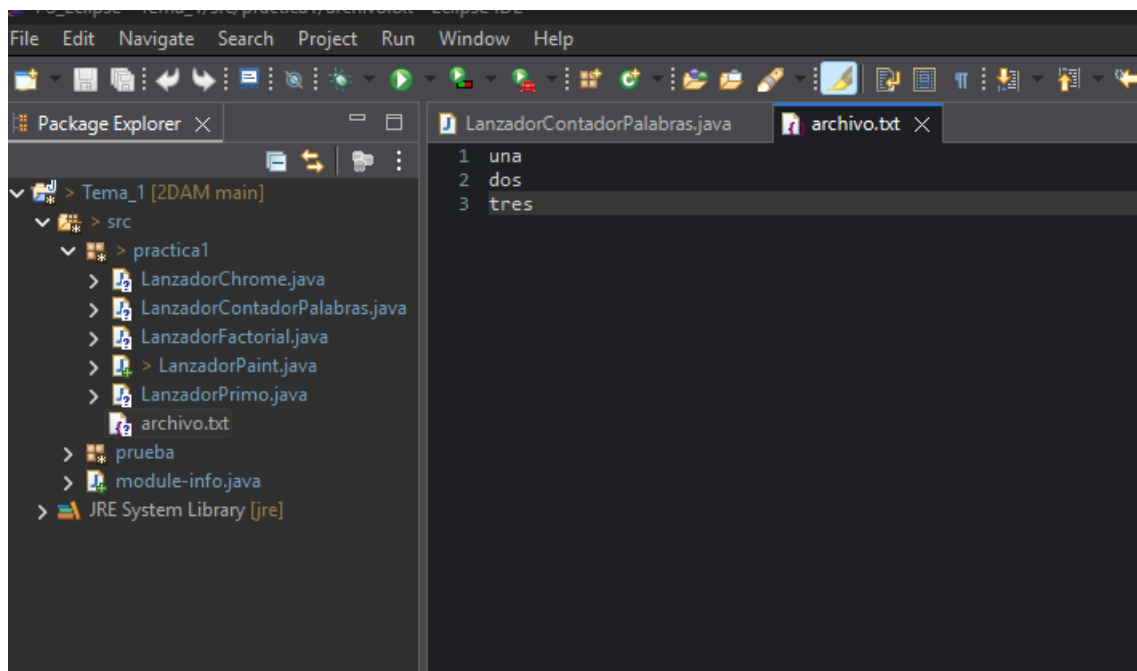 File Edit Navigate Search Project Run Window Help
Package Explorer
LanzadorContadorPalabras.java archivo.txt
1 una
2 dos
3 tres
> Tema_1 [2DAM main]
> src
> practica1
LanzadorChrome.java
LanzadorContadorPalabras.java
LanzadorFactorial.java
> LanzadorPaint.java
LanzadorPrimo.java
archivo.txt
prueba
module-info.java
JRE System Library [jre]